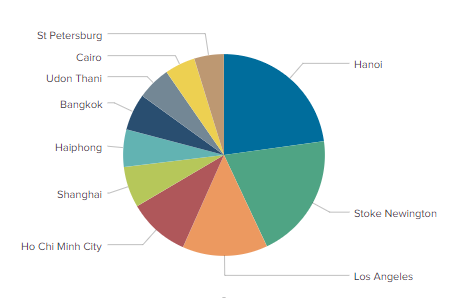 St Petersburg
Cairo
Hanoi
Udon Thani
Bangkok
Haiphong
Shanghai
Stoke Newington
Ho Chi Minh City
Los Angeles